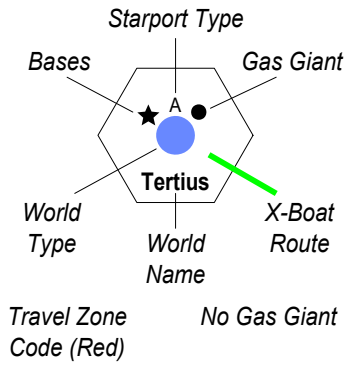 Starport Type
Bases
Gas Giant
A
Tertius
World
Type
World
Name
X-Boat
Route
Travel Zone
Code (Red)
No Gas Giant